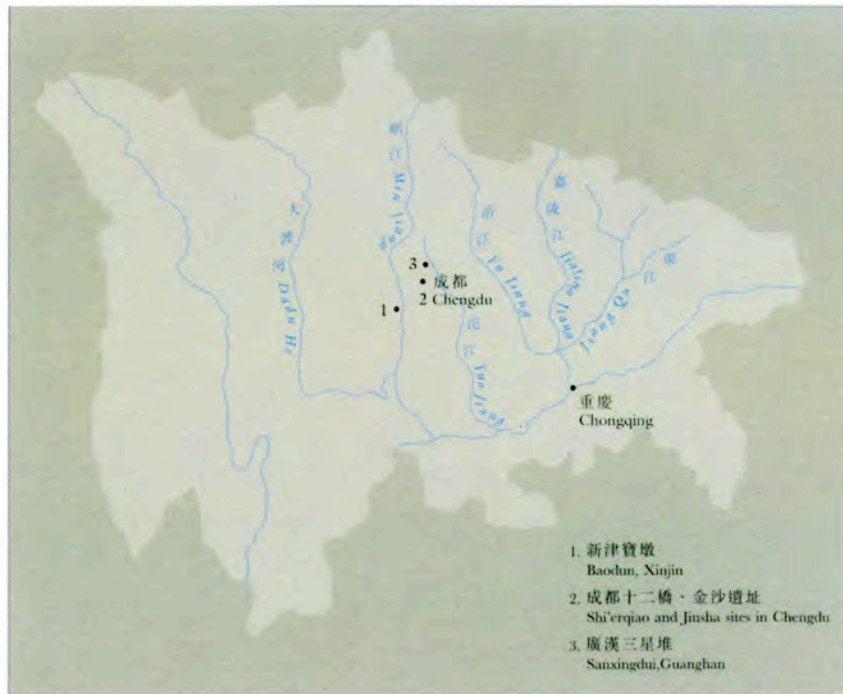 岷江 Min Jiang
大渡河 Dadu He
涪江 Fu Jiang
嘉陵江 Jialing Jiang
渠江 Jiang Qu
3
成都
2 Chengdu
1
沱江 Tuo Jiang
重慶
Chongqing
1. 新津寶墩
Baodun, Xinjin
2. 成都十二橋、金沙遺址
Shi'erqiao and Jinsha sites in Chengdu
3. 廣漢三星堆
Sanxingdui,Guanghan